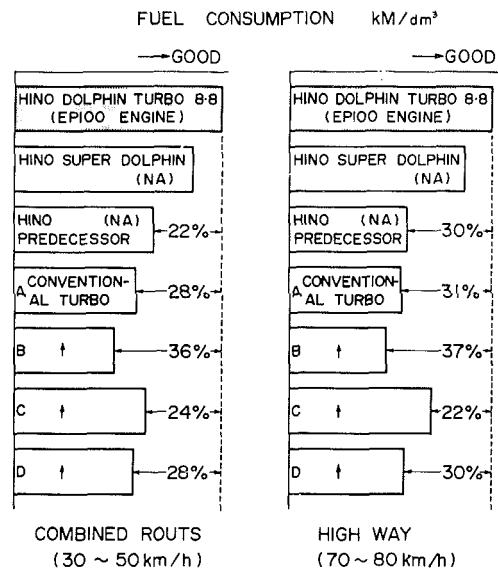 FUEL CONSUMPTION kM/dm³
→GOOD
HINO DOLPHIN TURBO 8·8
(EP100 ENGINE)
HINO SUPER DOLPHIN
(NA)
HINO (NA)
PREDECESSOR
22%
A CONVENTION-
AL TURBO
28%
B ↑ 36%
C ↑ 24%
D ↑ 28%
COMBINED ROUTS
(30 ~ 50 km/h)
→GOOD
HINO DOLPHIN TURBO 8·8
(EP100 ENGINE)
HINO SUPER DOLPHIN
(NA)
HINO (NA)
PREDECESSOR
30%
A CONVENTION-
AL TURBO
31%
B ↑ 37%
C ↑ 22%
D ↑ 30%
HIGH WAY
(70 ~ 80 km/h)